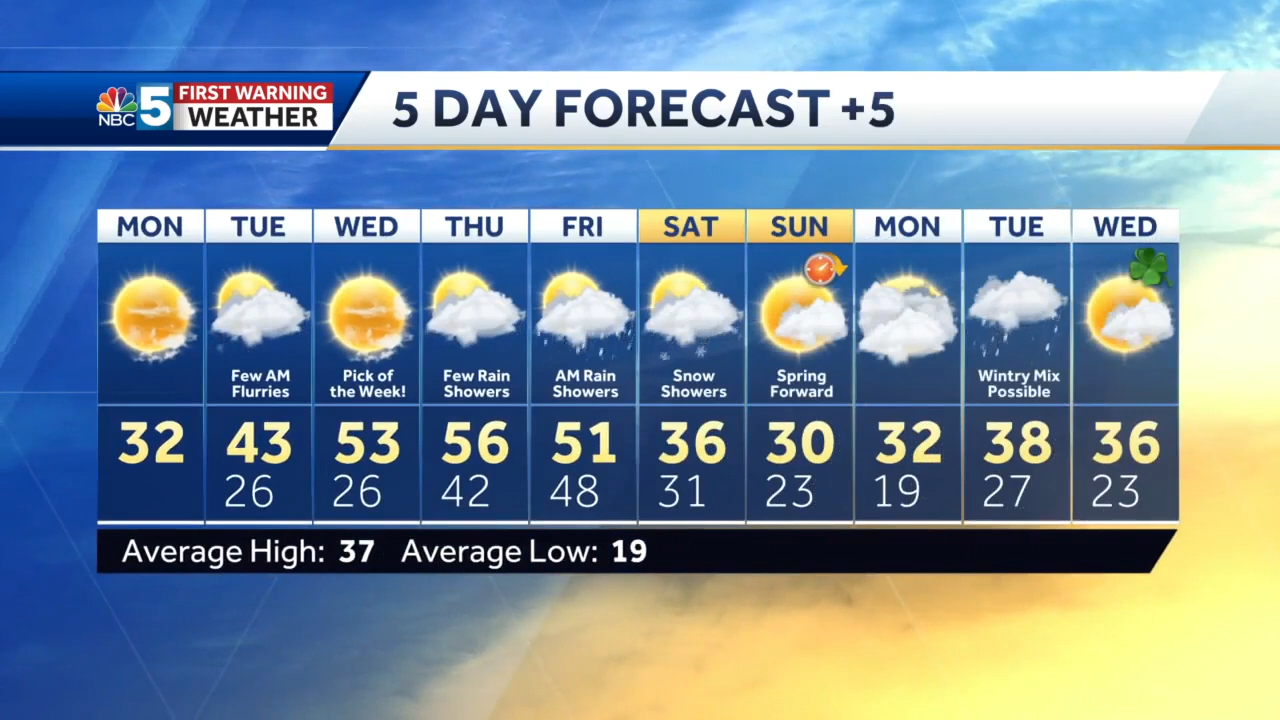 NBC 5 FIRST WARNING
WEATHER
5 DAY FORECAST +5
MON TUE WED THU FRI SAT SUN MON TUE WED
Few AM
Flurries
Pick of
the Week!
Few Rain
Showers
AM Rain
Showers
Snow
Showers
Spring
Forward
Wintry Mix
Possible
32 43 53 56 51 36 30 32 38 36
26 26 42 48 31 23 19 27 23
Average High: 37 Average Low: 19